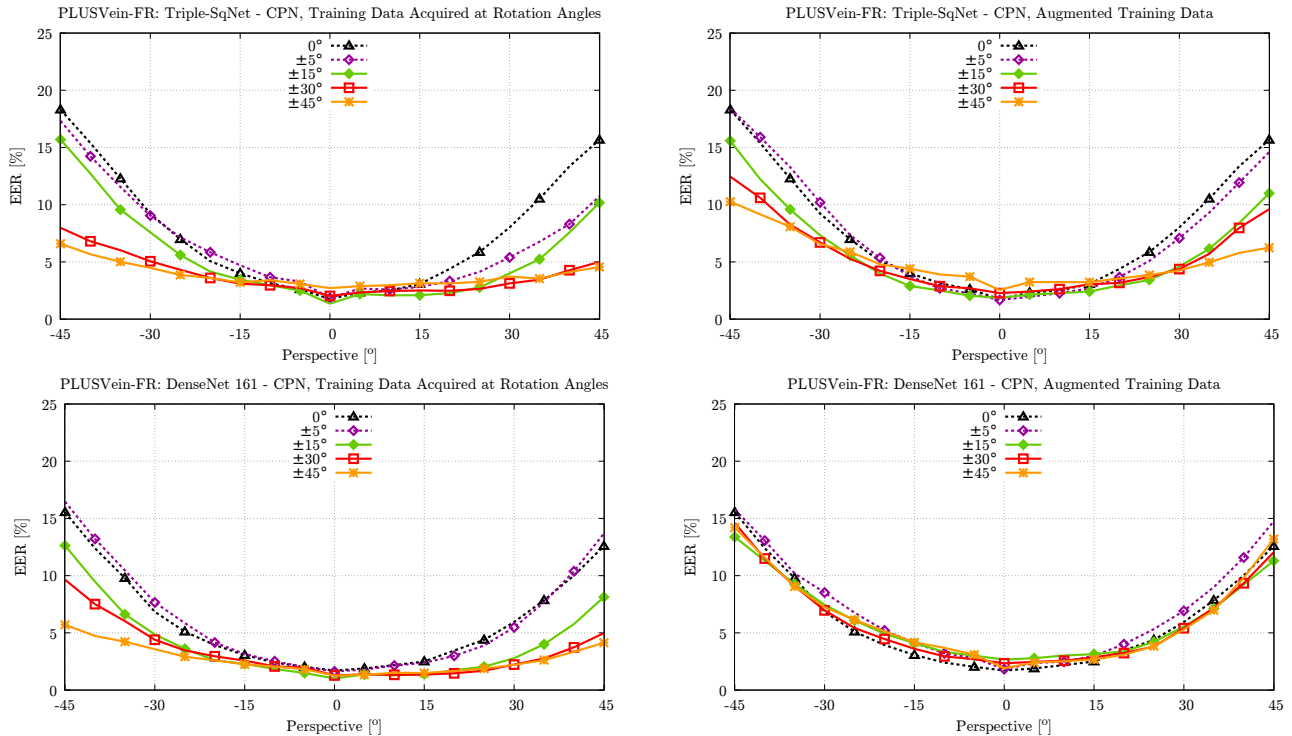 PLUSVein-FR: Triple-SqNet - CPN, Training Data Acquired at Rotation Angles
25
20
15
10
5
0
EER [%]
0°
±5°
±15°
±30°
±45°
-45 -30 -15 0 15 30 45
Perspective [°]
PLUSVein-FR: Triple-SqNet - CPN, Augmented Training Data
25
20
15
10
5
0
EER [%]
0°
±5°
±15°
±30°
±45°
-45 -30 -15 0 15 30 45
Perspective [°]
PLUSVein-FR: DenseNet 161 - CPN, Training Data Acquired at Rotation Angles
25
20
15
10
5
0
EER [%]
0°
±5°
±15°
±30°
±45°
-45 -30 -15 0 15 30 45
Perspective [°]
PLUSVein-FR: DenseNet 161 - CPN, Augmented Training Data
25
20
15
10
5
0
EER [%]
0°
±5°
±15°
±30°
±45°
-45 -30 -15 0 15 30 45
Perspective [°]